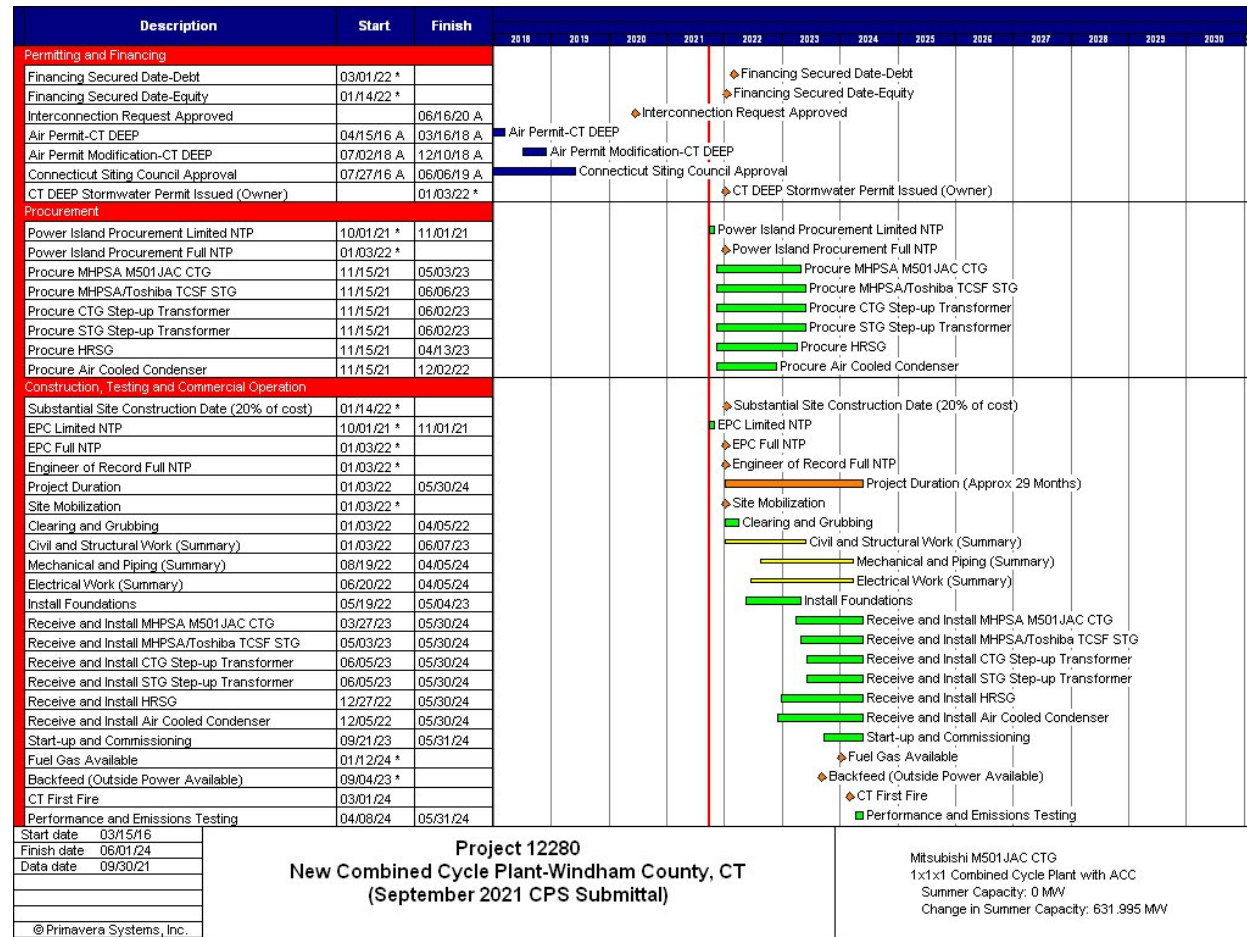 Description Start Finish
2018 2019 2020 2021 2022 2023 2024 2025 2026 2027 2028 2029 2030
Permitting and Financing
Financing Secured Date-Debt 03/01/22 * Financing Secured Date-Debt
Financing Secured Date-Equity 01/14/22 * Financing Secured Date-Equity
Interconnection Request Approved 06/16/20 A Interconnection Request Approved
Air Permit-CT DEEP 04/15/16 A 03/16/18 A Air Permit-CT DEEP
Air Permit Modification-CT DEEP 07/02/18 A 12/10/18 A Air Permit Modification-CT DEEP
Connecticut Siting Council Approval 07/27/16 A 06/06/19 A Connecticut Siting Council Approval
CT DEEP Stormwater Permit Issued (Owner) 01/03/22 * CT DEEP Stormwater Permit Issued (Owner)
Procurement
Power Island Procurement Limited NTP 10/01/21 * 11/01/21 Power Island Procurement Limited NTP
Power Island Procurement Full NTP 01/03/22 * Power Island Procurement Full NTP
Procure MHPSA M501JAC CTG 11/15/21 05/03/23 Procure MHPSA M501JAC CTG
Procure MHPSA/Toshiba TCSF STG 11/15/21 06/06/23 Procure MHPSA/Toshiba TCSF STG
Procure CTG Step-up Transformer 11/15/21 06/02/23 Procure CTG Step-up Transformer
Procure STG Step-up Transformer 11/15/21 06/02/23 Procure STG Step-up Transformer
Procure HRSG 11/15/21 04/13/23 Procure HRSG
Procure Air Cooled Condenser 11/15/21 12/02/22 Procure Air Cooled Condenser
Construction, Testing and Commercial Operation
Substantial Site Construction Date (20% of cost) 01/14/22 * Substantial Site Construction Date (20% of cost)
EPC Limited NTP 10/01/21 * 11/01/21 EPC Limited NTP
EPC Full NTP 01/03/22 * EPC Full NTP
Engineer of Record Full NTP 01/03/22 * Engineer of Record Full NTP
Project Duration 01/03/22 05/30/24 Project Duration (Approx 29 Months)
Site Mobilization 01/03/22 * Site Mobilization
Clearing and Grubbing 01/03/22 04/05/22 Clearing and Grubbing
Civil and Structural Work (Summary) 01/03/22 06/07/23 Civil and Structural Work (Summary)
Mechanical and Piping (Summary) 08/19/22 04/05/24 Mechanical and Piping (Summary)
Electrical Work (Summary) 06/20/22 04/05/24 Electrical Work (Summary)
Install Foundations 05/19/22 05/04/23 Install Foundations
Receive and Install MHPSA M501JAC CTG 03/27/23 05/30/24 Receive and Install MHPSA M501JAC CTG
Receive and Install MHPSA/Toshiba TCSF STG 05/03/23 05/30/24 Receive and Install MHPSA/Toshiba TCSF STG
Receive and Install CTG Step-up Transformer 06/05/23 05/30/24 Receive and Install CTG Step-up Transformer
Receive and Install STG Step-up Transformer 06/05/23 05/30/24 Receive and Install STG Step-up Transformer
Receive and Install HRSG 12/27/22 05/30/24 Receive and Install HRSG
Receive and Install Air Cooled Condenser 12/05/22 05/30/24 Receive and Install Air Cooled Condenser
Start-up and Commissioning 09/21/23 05/31/24 Start-up and Commissioning
Fuel Gas Available 01/12/24 * Fuel Gas Available
Backfeed (Outside Power Available) 09/04/23 * Backfeed (Outside Power Available)
CT First Fire 03/01/24 CT First Fire
Performance and Emissions Testing 04/08/24 05/31/24 Performance and Emissions Testing
Start date 03/15/16
Finish date 06/01/24
Data date 09/30/21
© Primavera Systems, Inc.
Project 12280
New Combined Cycle Plant-Windham County, CT
(September 2021 CPS Submittal)
Mitsubishi M501JAC CTG
1x1x1 Combined Cycle Plant with ACC
Summer Capacity: 0 MW
Change in Summer Capacity: 631.995 MW